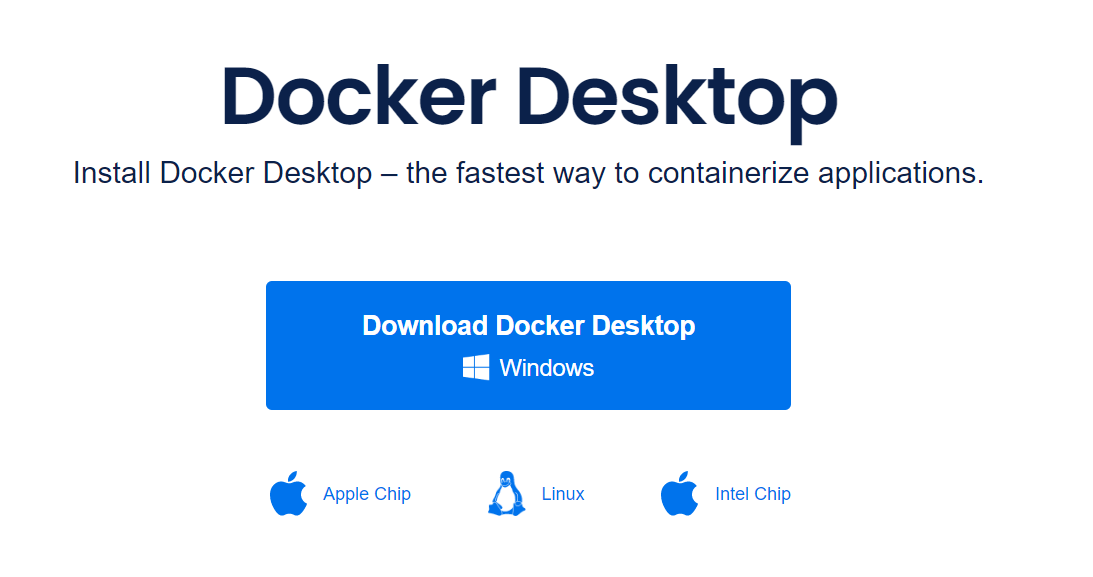 Docker Desktop
Install Docker Desktop – the fastest way to containerize applications.
Download Docker Desktop
Windows
Apple Chip
Linux
Intel Chip